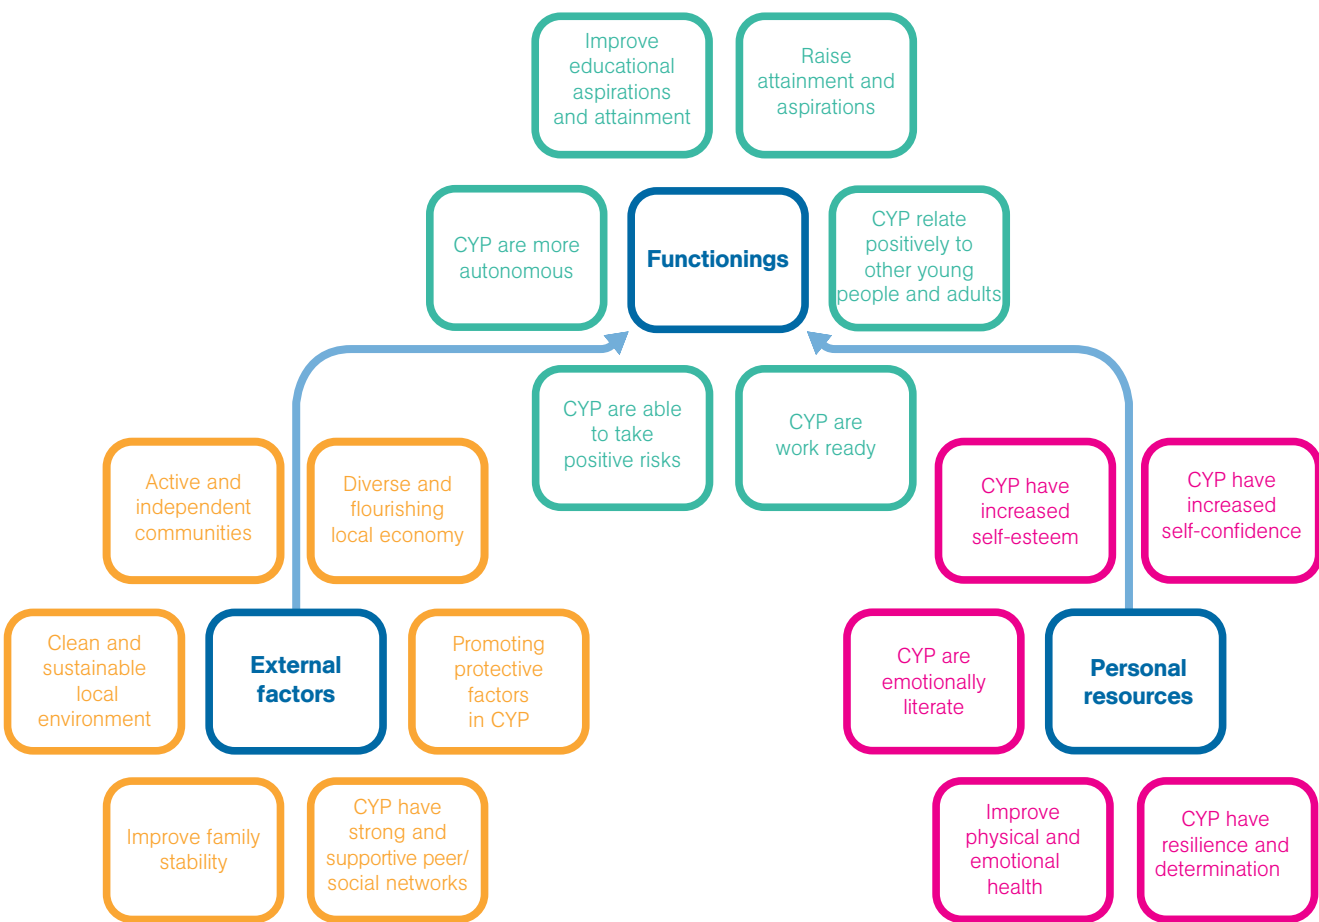 Improve
educational
aspirations
and attainment
Raise
attainment and
aspirations
CYP are more
autonomous
Functionings
CYP relate
positively to
other young
people and adults
CYP are able
to take
positive risks
CYP are
work ready
Active and
independent
communities
Diverse and
flourishing
local economy
Clean and
sustainable
local
environment
External
factors
Promoting
protective
factors
in CYP
Improve family
stability
CYP have
strong and
supportive peer/
social networks
CYP have
increased
self-esteem
CYP have
increased
self-confidence
CYP are
emotionally
literate
Personal
resources
Improve
physical and
emotional
health
CYP have
resilience and
determination